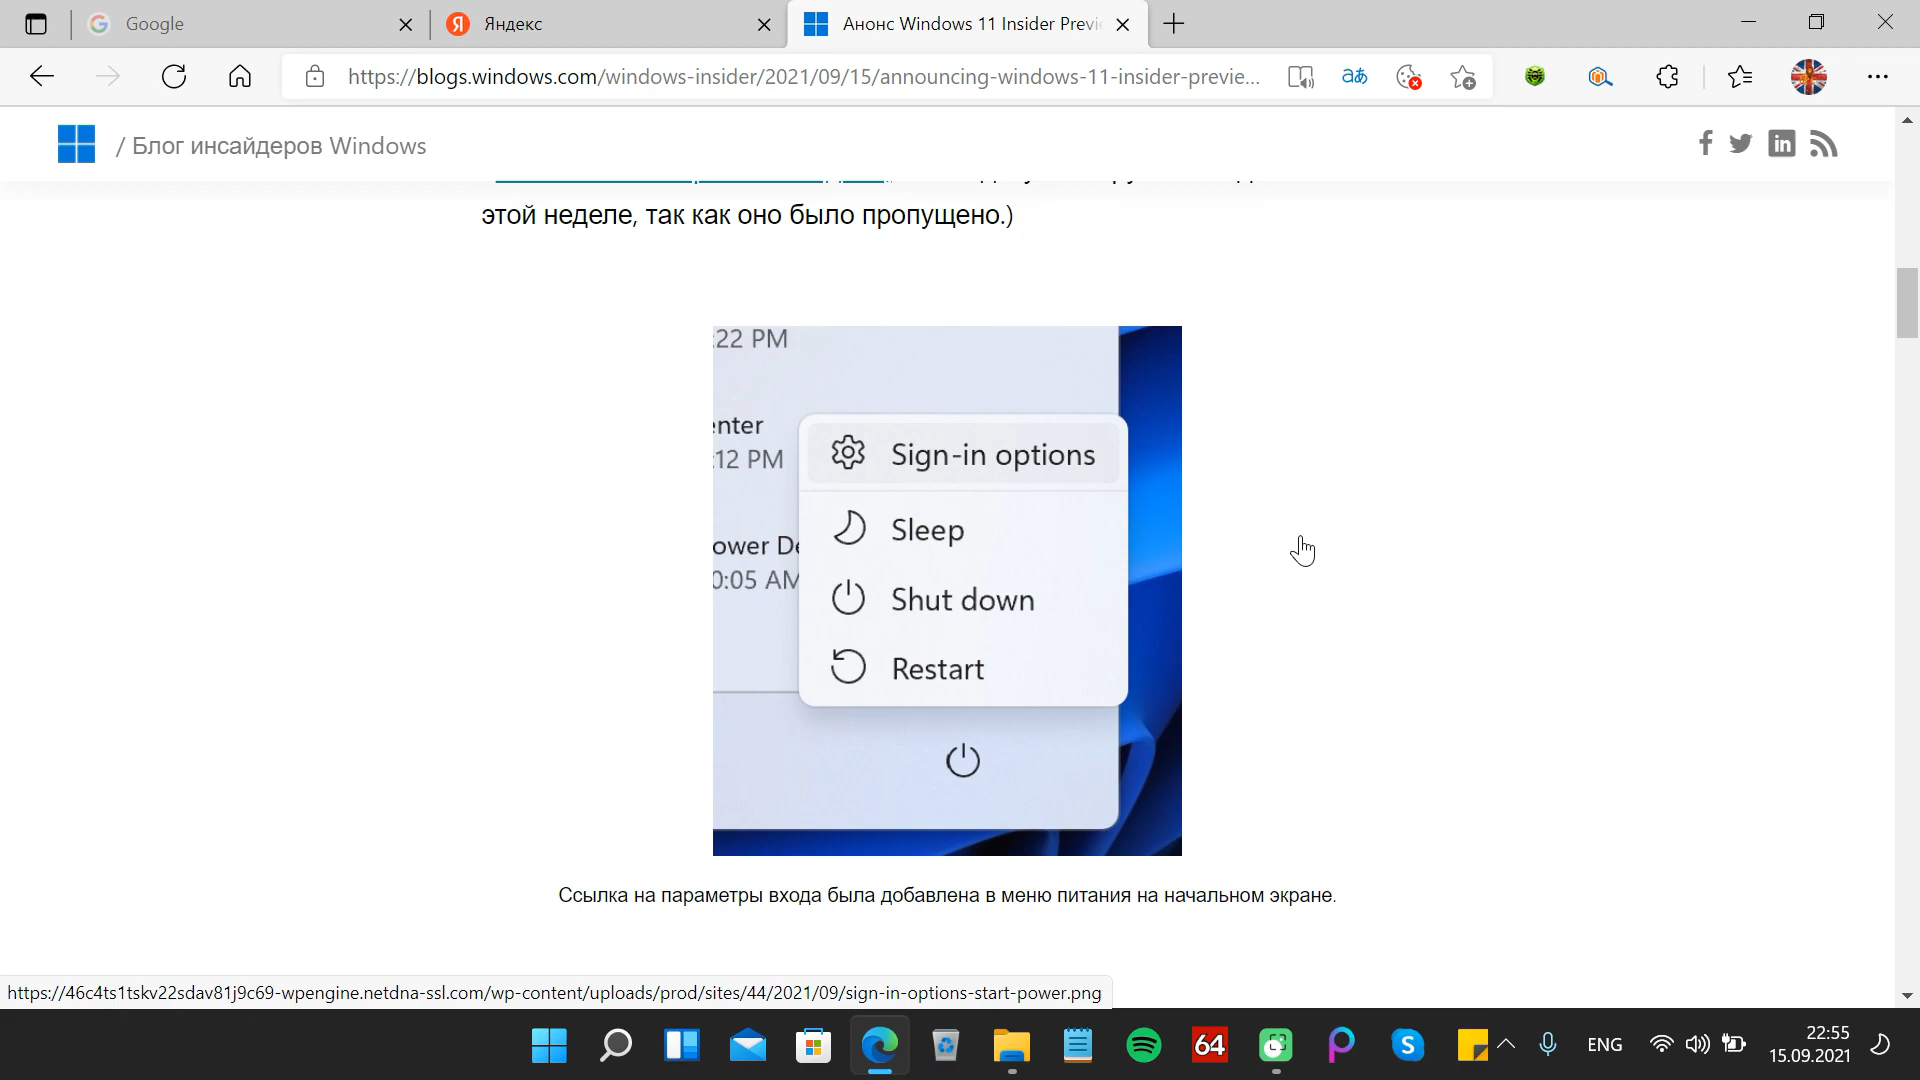 Google
Яндекс
Анонс Windows 11 Insider Previ
https://blogs.windows.com/windows-insider/2021/09/15/announcing-windows-11-insider-previe...
/ Блог инсайдеров Windows
этой неделе, так как оно было пропущено.)
:22 PM
enter
:12 PM
ower De
0:05 AM
Sign-in options
Sleep
Shut down
Restart
Ссылка на параметры входа была добавлена в меню питания на начальном экране.
https://46c4ts1tskv22sdav81j9c69-wpengine.netdna-ssl.com/wp-content/uploads/prod/sites/44/2021/09/sign-in-options-start-power.png
64
ENG
22:55
15.09.2021